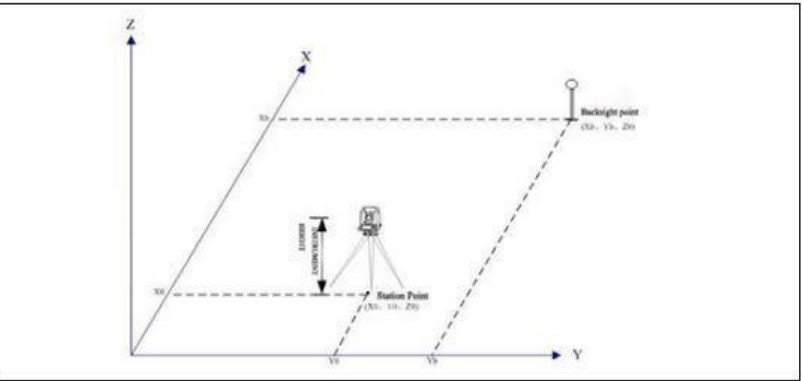 Z
X
Xb
Backsight point
(Xb, Yb, Zb)
INSTRUMENT
HEIGHT
X0
Station Point
(X0, Y0, Z0)
Y0
Yb
Y